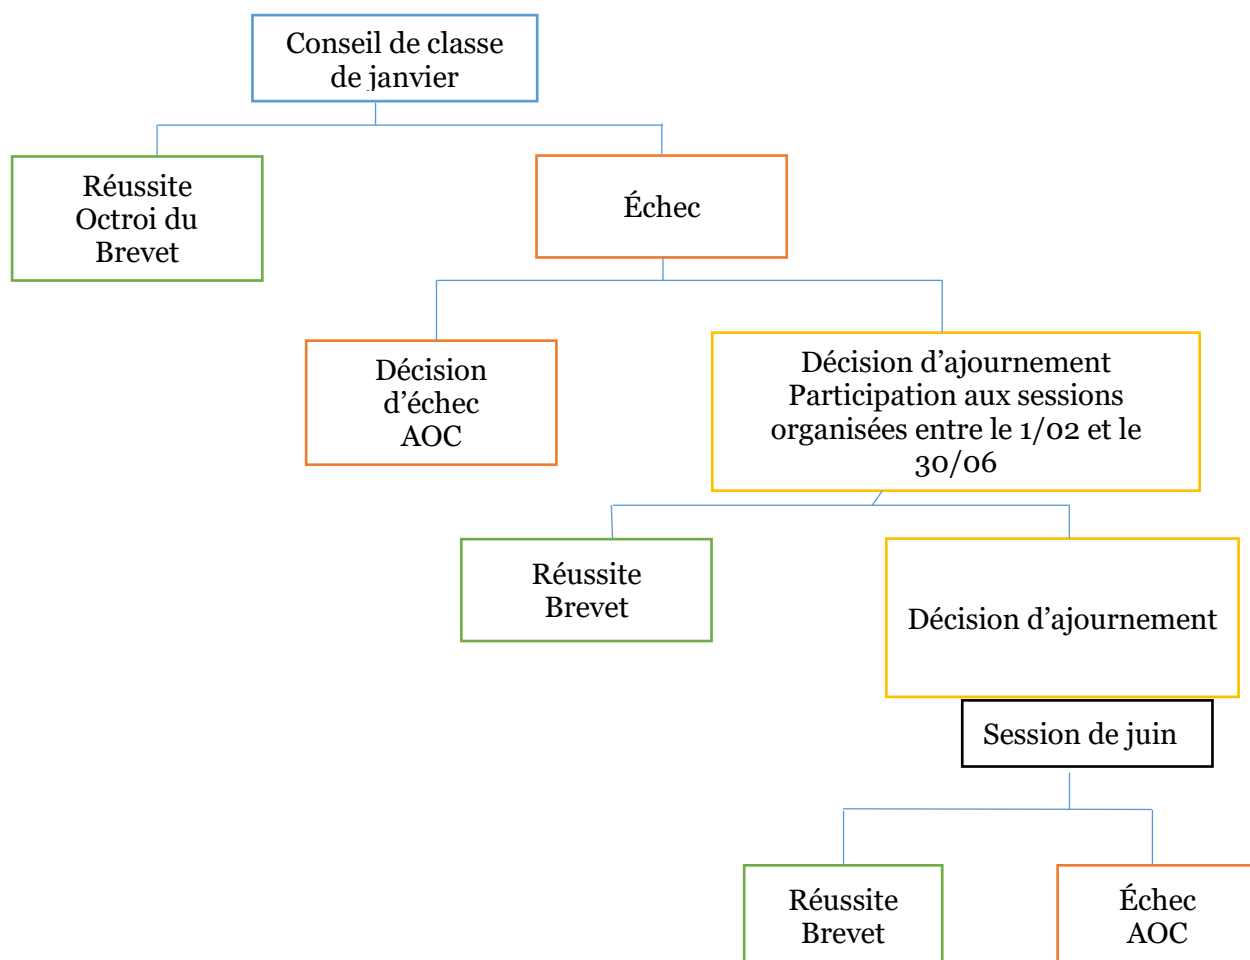 Conseil de classe
de janvier
Réussite
Octroi du
Brevet
Échec
Décision
d’échec
AOC
Décision d’ajournement
Participation aux sessions
organisées entre le 1/02 et le
30/06
Réussite
Brevet
Décision d’ajournement
Session de juin
Réussite
Brevet
Échec
AOC